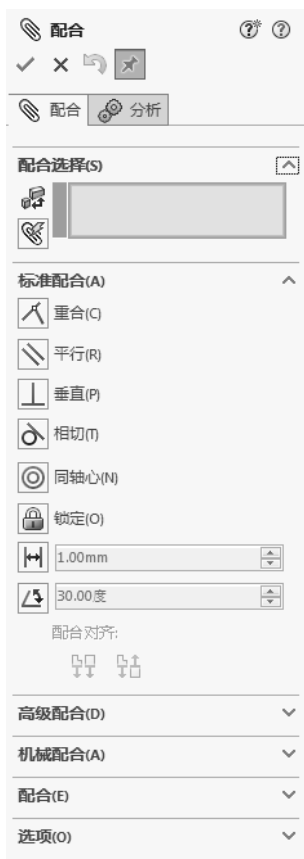 配合
配合 分析
配合选择(S)
标准配合(A)
重合(C)
平行(R)
垂直(P)
相切(T)
同轴心(N)
锁定(O)
1.00mm
30.00度
配合对齐:
高级配合(D)
机械配合(A)
配合(E)
选项(O)